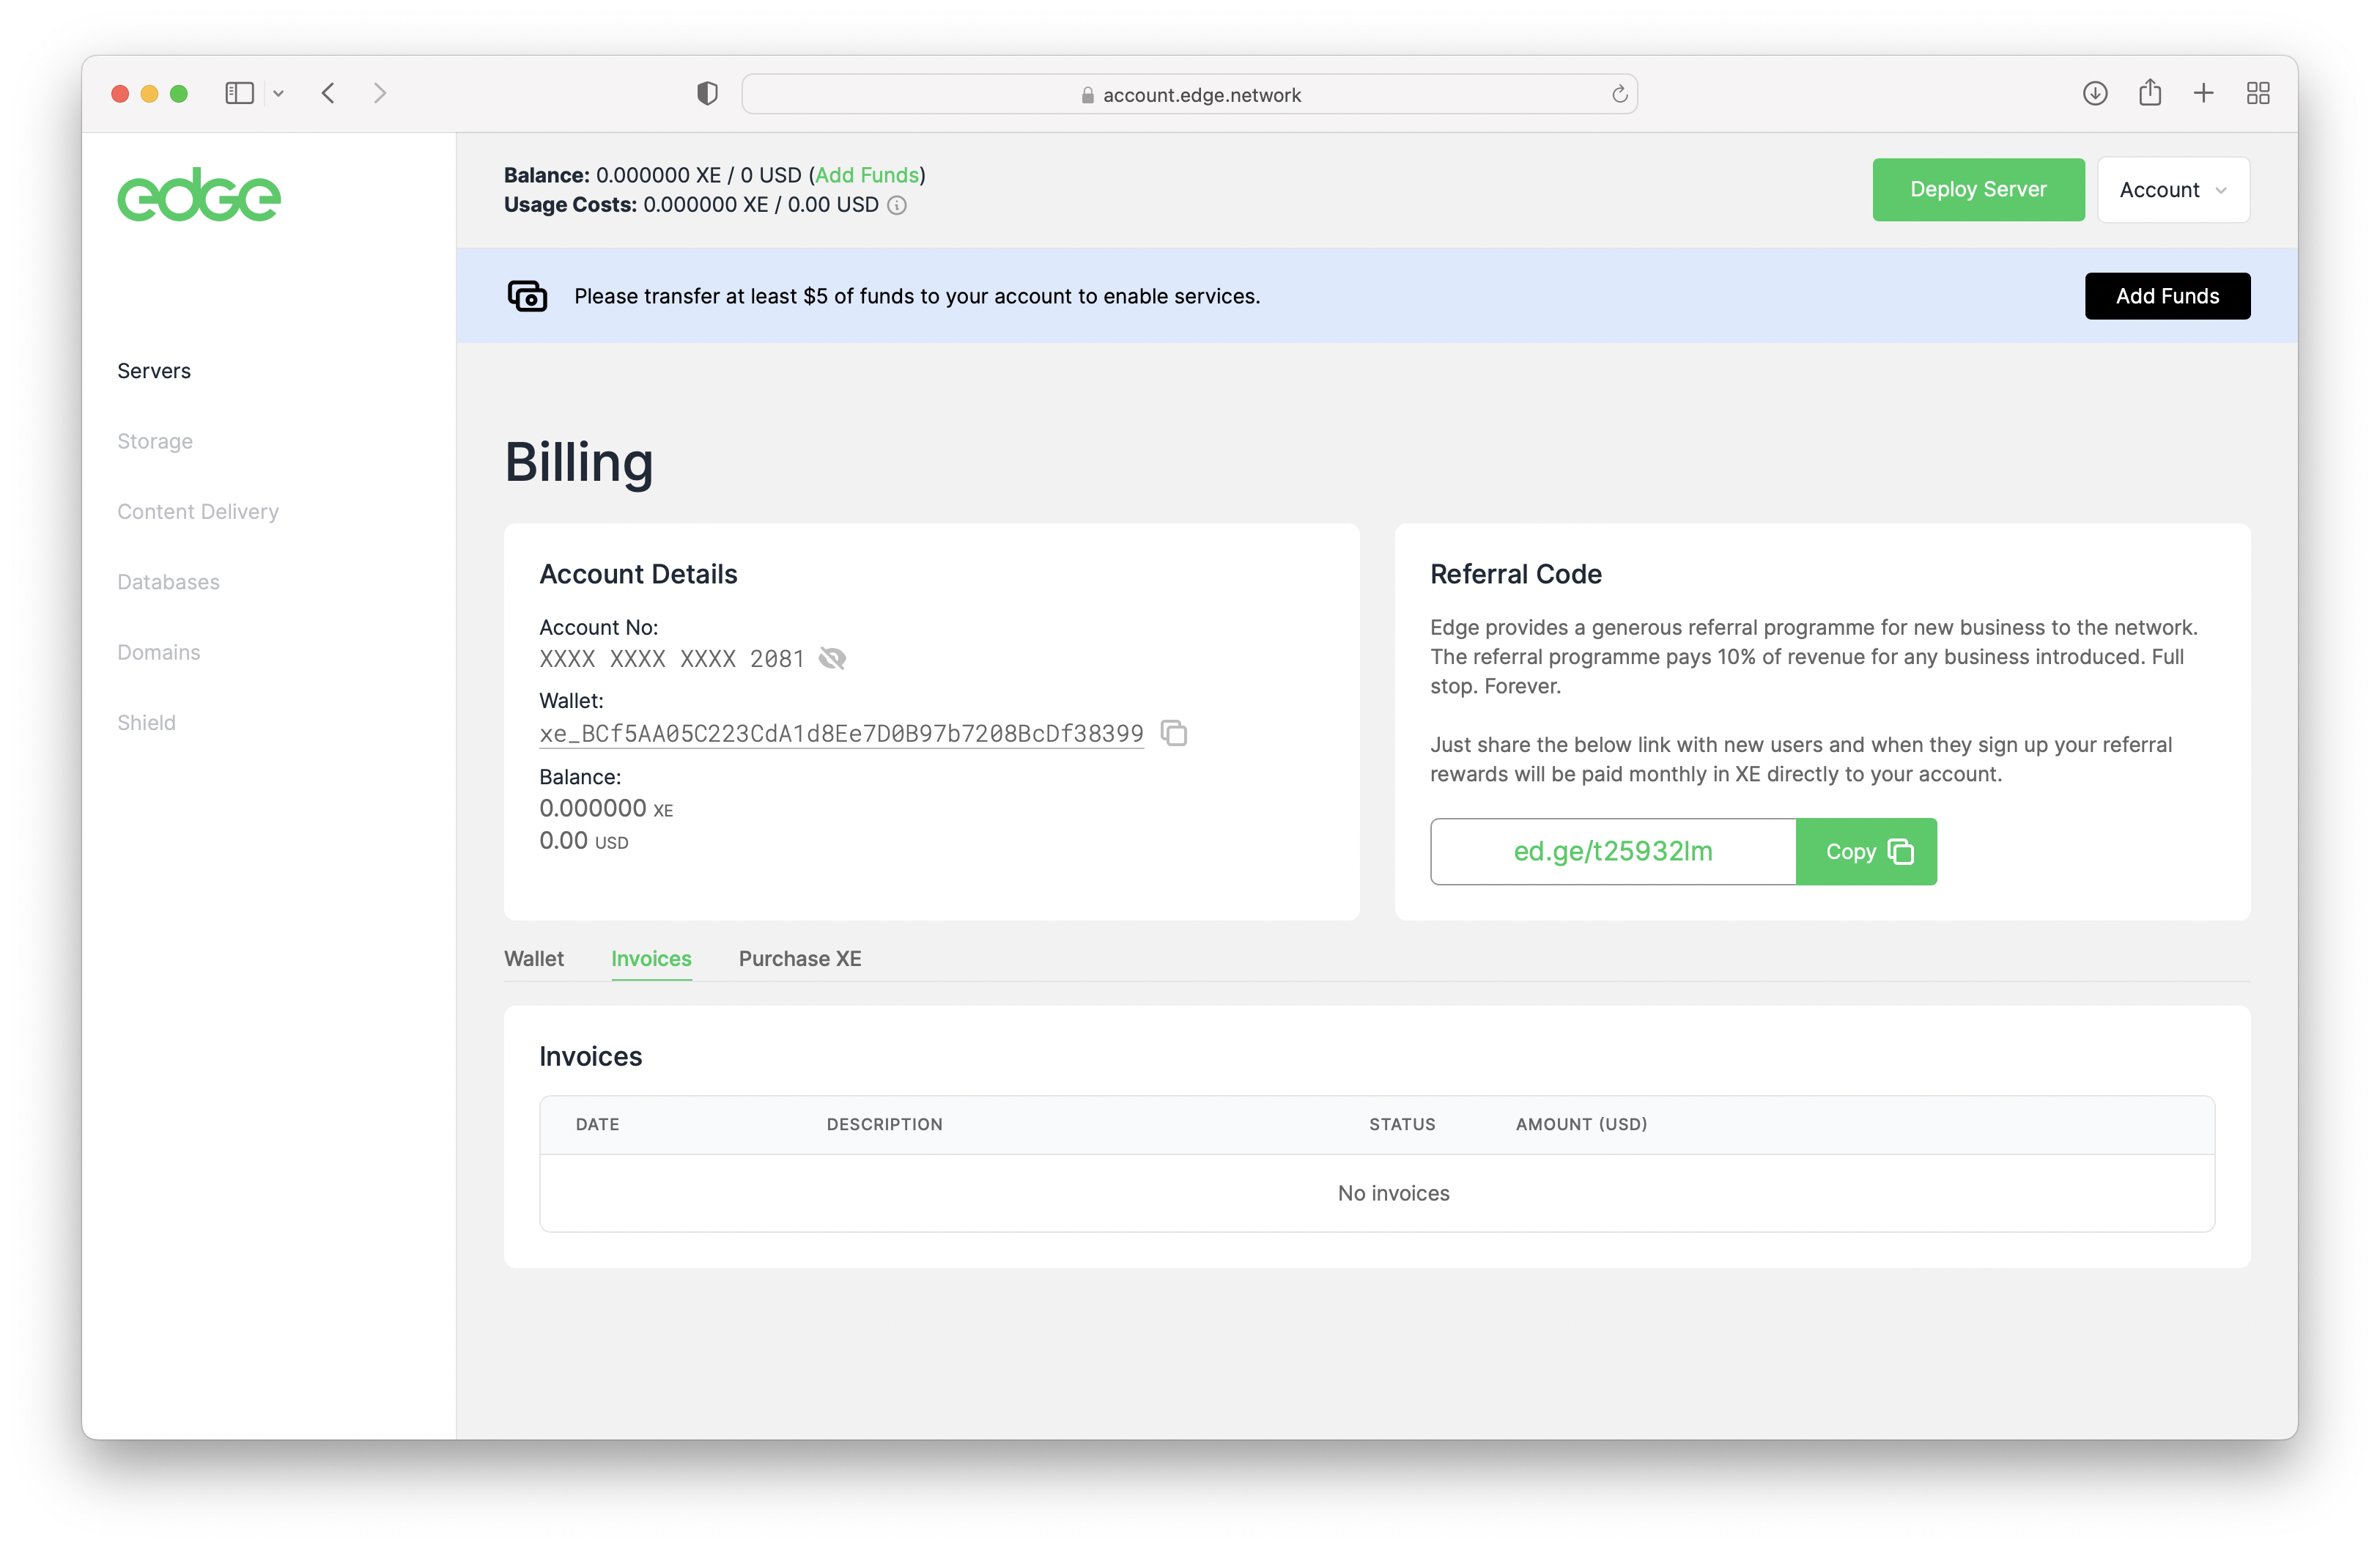 account.edge.network
edge
Balance: 0.000000 XE / 0 USD (Add Funds)
Usage Costs: 0.000000 XE / 0.00 USD
Deploy Server
Account
Please transfer at least $5 of funds to your account to enable services.
Add Funds
Servers
Storage
Content Delivery
Databases
Domains
Shield
Billing
Account Details
Account No:
XXXX XXXX XXXX 2081
Wallet:
xe_BCf5AA05C223CdA1d8Ee7D0B97b7208BcDf38399
Balance:
0.000000 XE
0.00 USD
Referral Code
Edge provides a generous referral programme for new business to the network.
The referral programme pays 10% of revenue for any business introduced. Full
stop. Forever.
Just share the below link with new users and when they sign up your referral
rewards will be paid monthly in XE directly to your account.
ed.ge/t25932lm
Copy
Wallet
Invoices
Purchase XE
Invoices
DATE
DESCRIPTION
STATUS
AMOUNT (USD)
No invoices